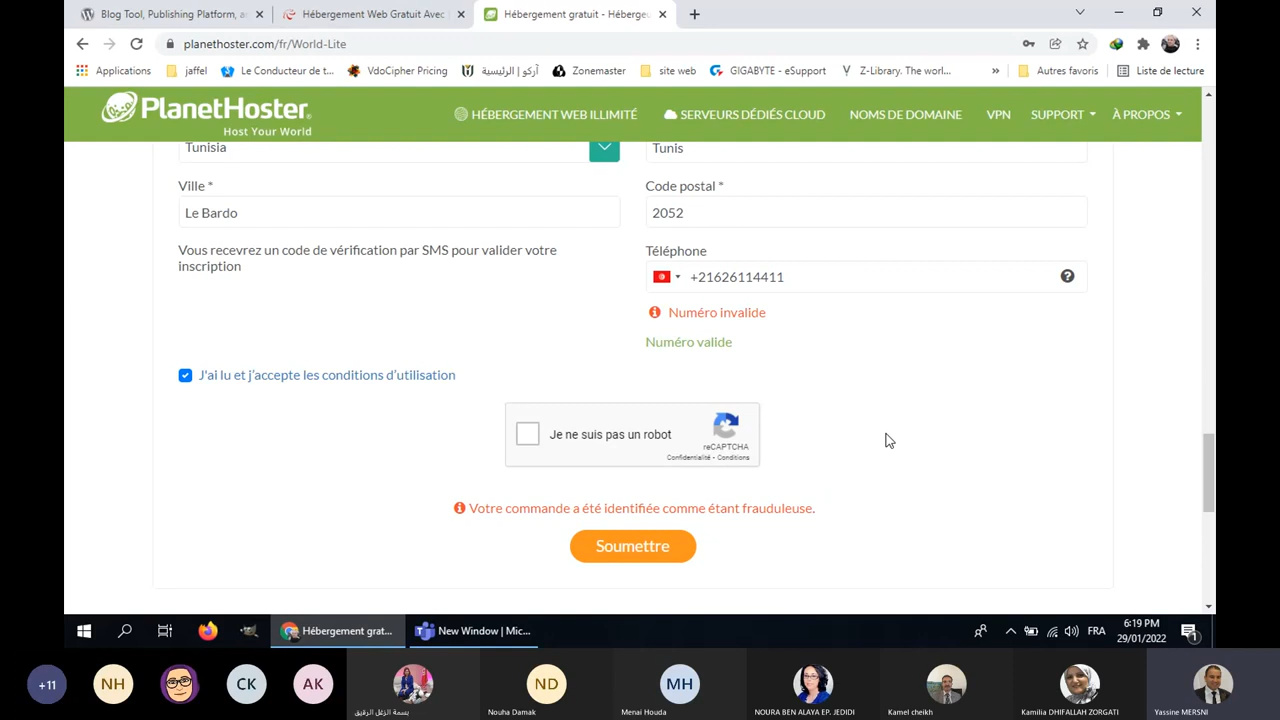 Blog Tool, Publishing Platform, a
Hébergement Web Gratuit Avec
Hébergement gratuit - Hébergeu
planethoster.com/fr/World-Lite
Applications
jaffel
Le Conducteur de t...
VdoCipher Pricing
آركو | الرئيسية
Zonemaster
site web
GIGABYTE - eSupport
Z-Library. The worl...
»
Autres favoris
Liste de lecture
PlanetHoster
Host Your World
HÉBERGEMENT WEB ILLIMITÉ
SERVEURS DÉDIÉS CLOUD
NOMS DE DOMAINE
VPN
SUPPORT
À PROPOS
Tunisia
Tunis
Ville *
Code postal *
Le Bardo
2052
Vous recevrez un code de vérification par SMS pour valider votre
inscription
Téléphone
+21626114411
Numéro invalide
Numéro valide
J'ai lu et j’accepte les conditions d’utilisation
Je ne suis pas un robot
reCAPTCHA
Confidentialité - Conditions
Votre commande a été identifiée comme étant frauduleuse.
Soumettre
Hébergement grat...
New Window | Mic...
FRA
6:19 PM
29/01/2022
1
+11
NH
CK
AK
بسمة الزغل الرقيق
ND
Nouha Damak
MH
Menai Houda
NOURA BEN ALAYA EP. JEDIDI
Kamel cheikh
Kamilia DHIFALLAH ZORGATI
Yassine MERSNI